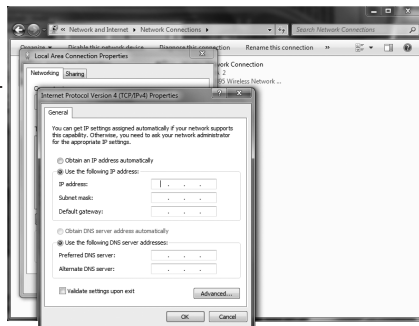 « Network and Internet ▸ Network Connections ▸
Search Network Connections
Organize ▾ Disable this network device Diagnose this connection Rename this connection »
Local Area Connection Properties
work Connection
Networking Sharing
Internet Protocol Version 4 (TCP/IPv4) Properties
General
You can get IP settings assigned automatically if your network supports
this capability. Otherwise, you need to ask your network administrator
for the appropriate IP settings.
Obtain an IP address automatically
Use the following IP address:
IP address:
Subnet mask:
Default gateway:
Obtain DNS server address automatically
Use the following DNS server addresses:
Preferred DNS server:
Alternate DNS server:
Validate settings upon exit
Advanced...
OK Cancel